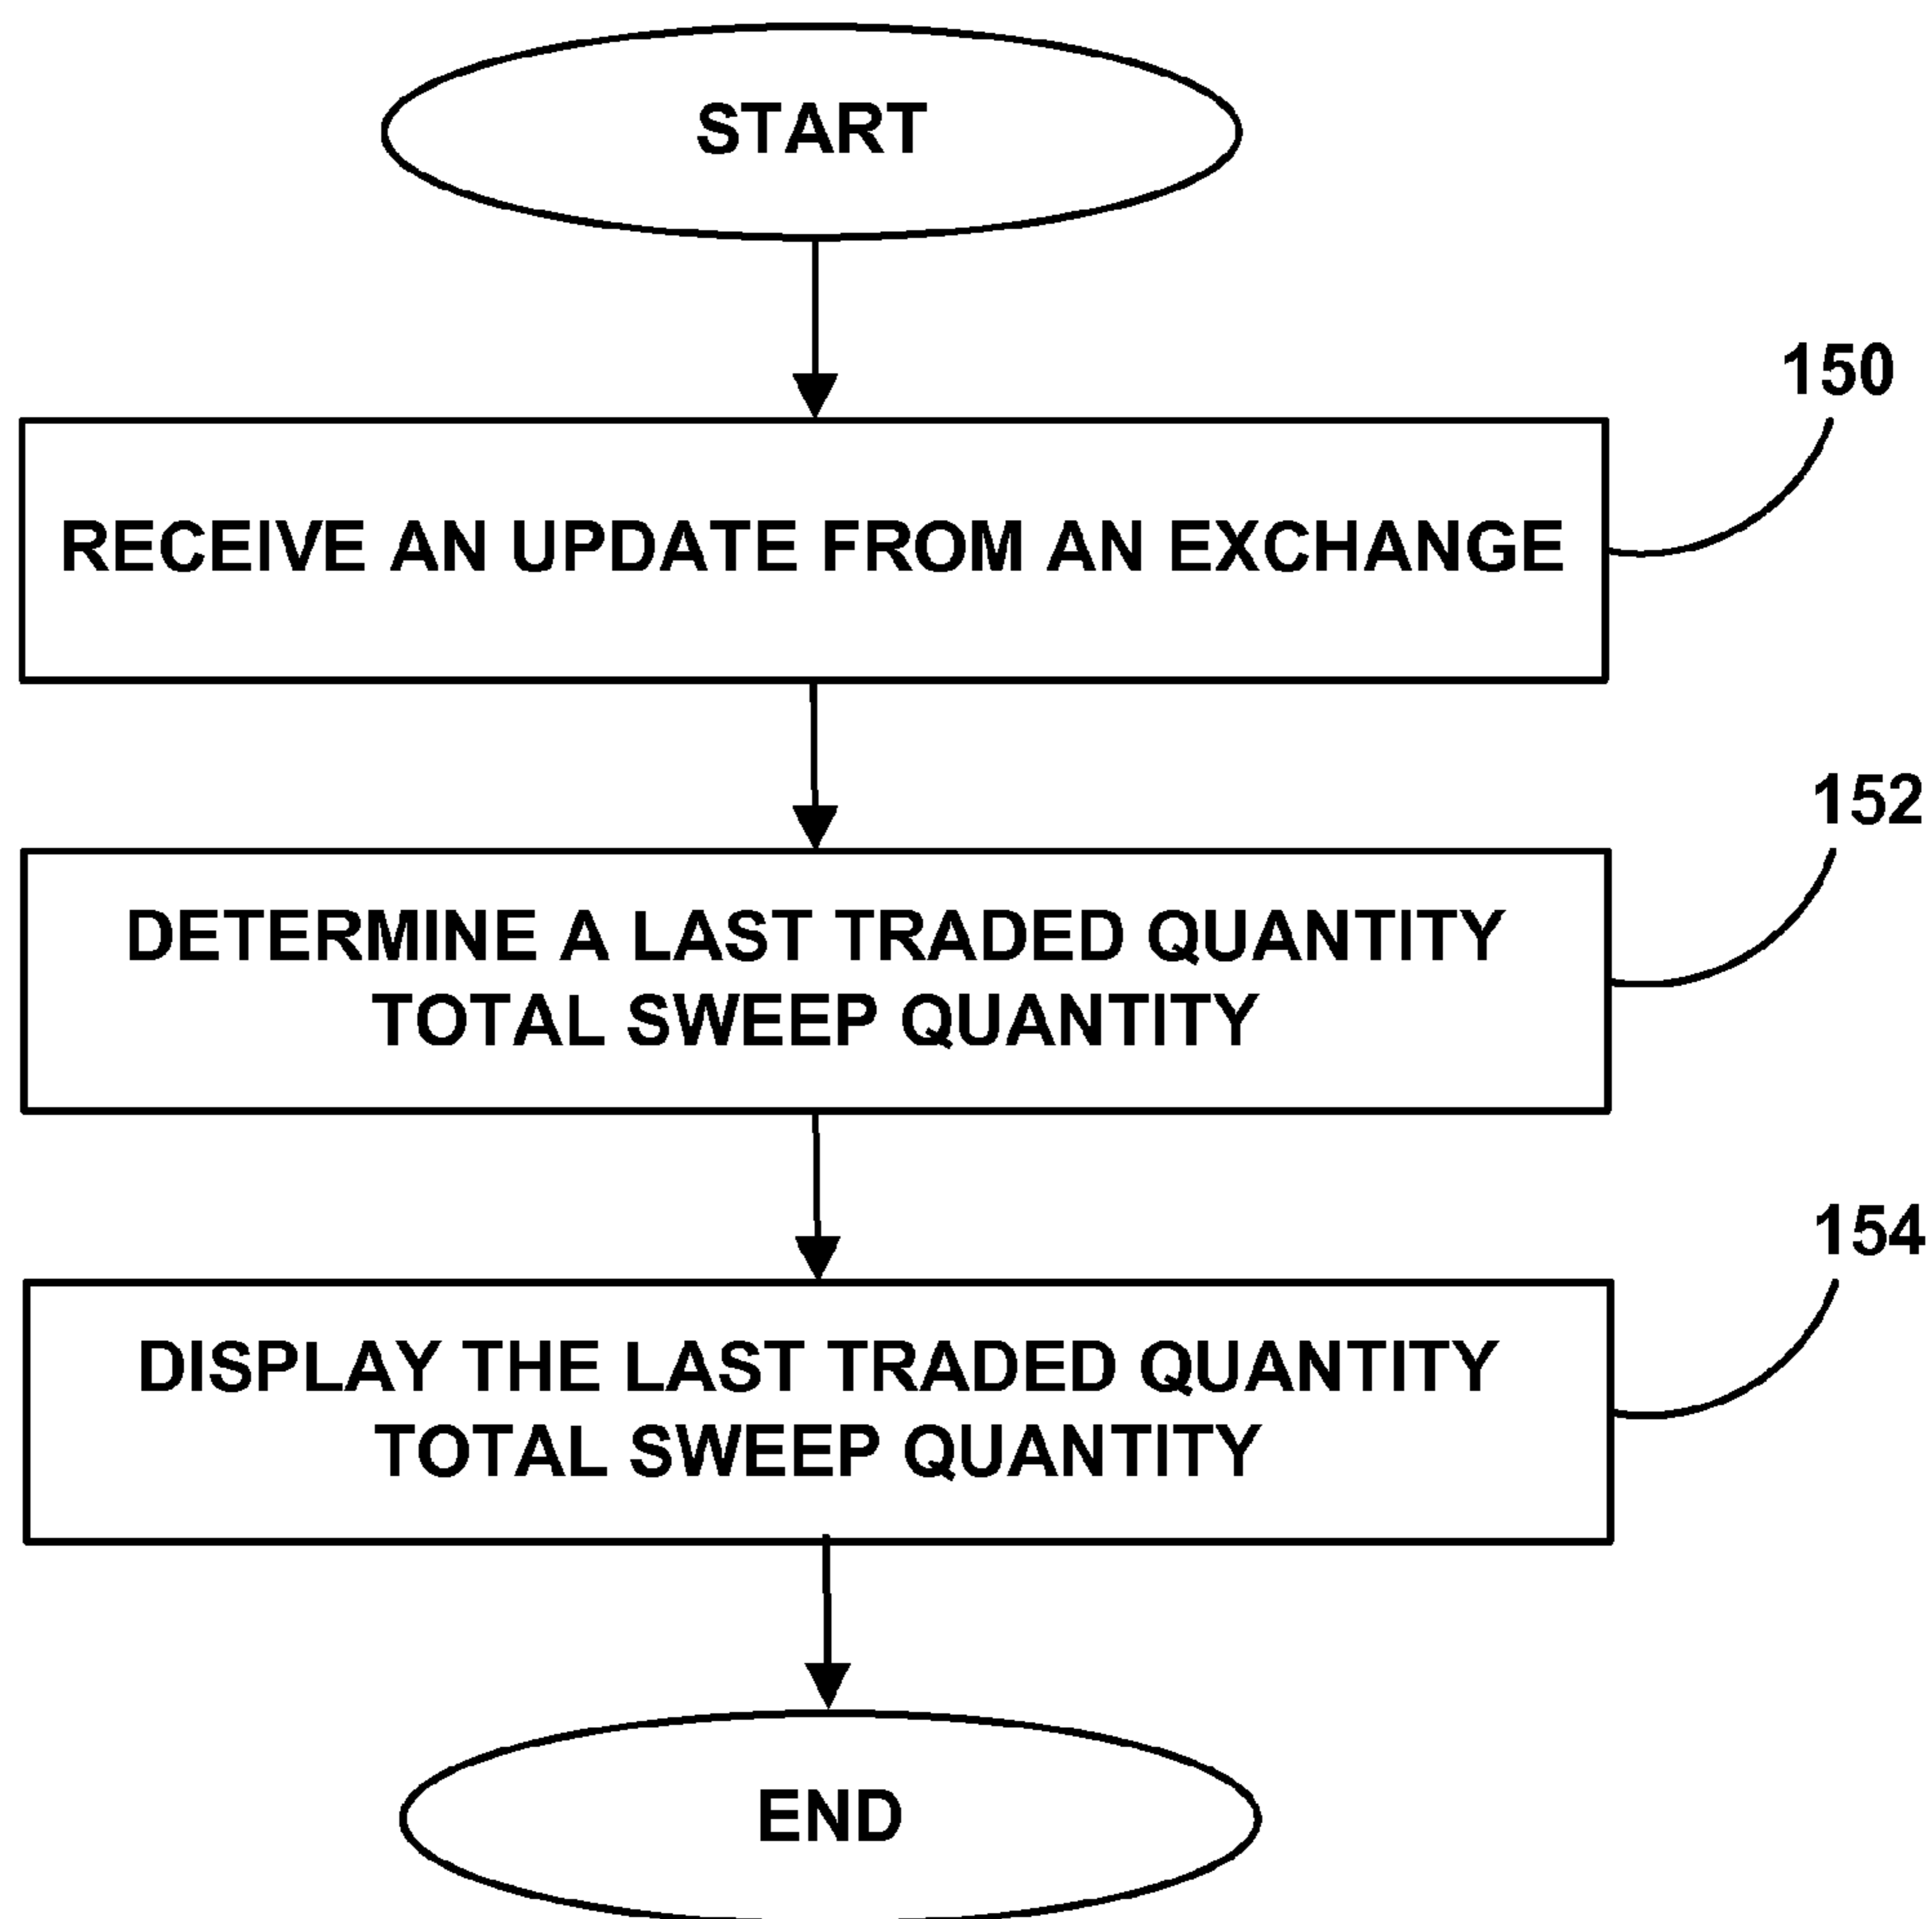 START
150
RECEIVE AN UPDATE FROM AN EXCHANGE
152
DETERMINE A LAST TRADED QUANTITY
TOTAL SWEEP QUANTITY
154
DISPLAY THE LAST TRADED QUANTITY
TOTAL SWEEP QUANTITY
END